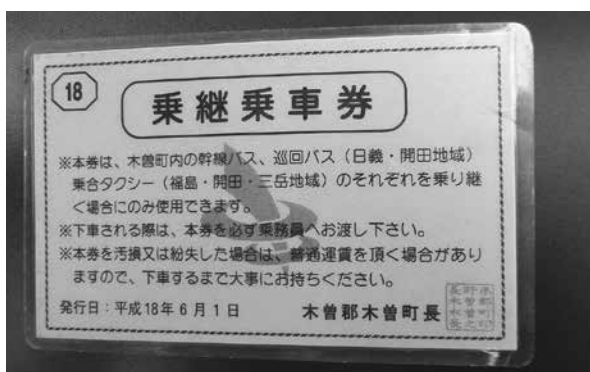 18
乗継乗車券
※本券は、木曽町内の幹線バス、巡回バス（日義・開田地域）
乗合タクシー（福島・開田・三岳地域）のそれぞれを乗り継
ぐ場合にのみ使用できます。
※下車される際は、本券を必ず乗務員へお渡し下さい。
※本券を汚損又は紛失した場合は、普通運賃を頂く場合があり
ますので、下車するまで大事にお持ちください。
発行日：平成18年6月1日
木曽郡木曽町長